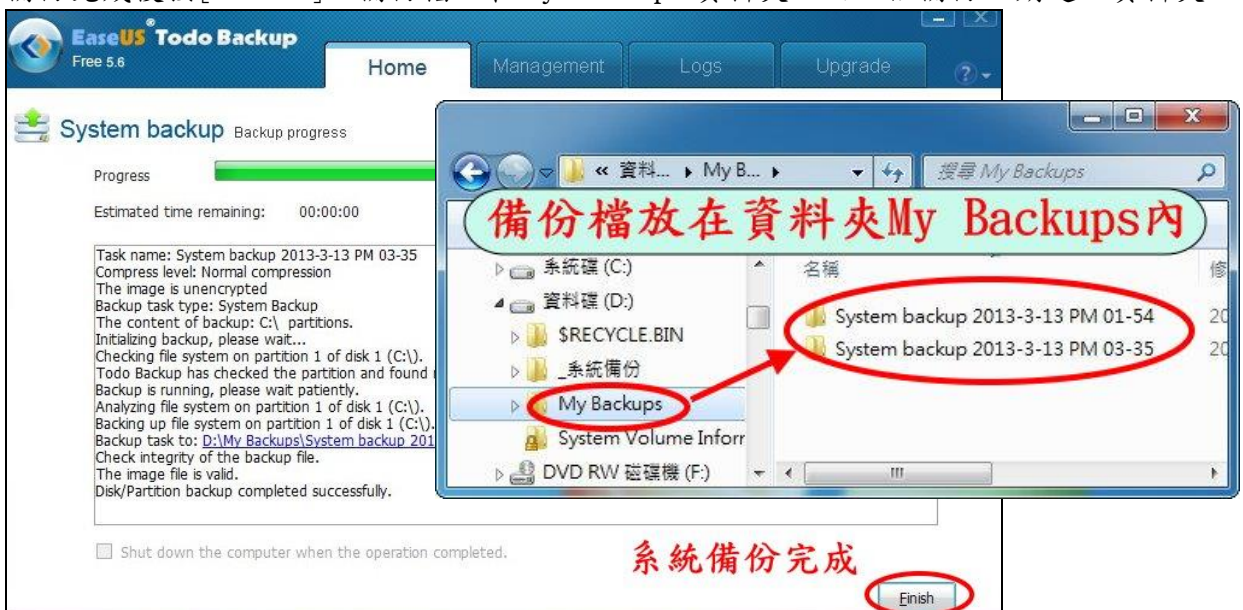 EaseUS® Todo Backup
Free 5.6
Home
Management
Logs
Upgrade
System backup Backup progress
Progress
Estimated time remaining: 00:00:00
Task name: System backup 2013-3-13 PM 03-35
Compress level: Normal compression
The image is unencrypted
Backup task type: System Backup
The content of backup: C:\ partitions.
Initializing backup, please wait...
Checking file system on partition 1 of disk 1 (C:\).
Todo Backup has checked the partition and found
Backup is running, please wait patiently.
Analyzing file system on partition 1 of disk 1 (C:\).
Backing up file system on partition 1 of disk 1 (C:\).
Backup task to: D:\My Backups\System backup 201
Check integrity of the backup file.
The image file is valid.
Disk/Partition backup completed successfully.
Shut down the computer when the operation completed.
« 資料... ▸ My B... ▸
搜尋 My Backups
備份檔放在資料夾My Backups內
系統碟 (C:)
資料碟 (D:)
$RECYCLE.BIN
_系統備份
My Backups
System Volume Inforr
DVD RW 磁碟機 (F:)
名稱
修
System backup 2013-3-13 PM 01-54 20
System backup 2013-3-13 PM 03-35 20
系統備份完成
Finish